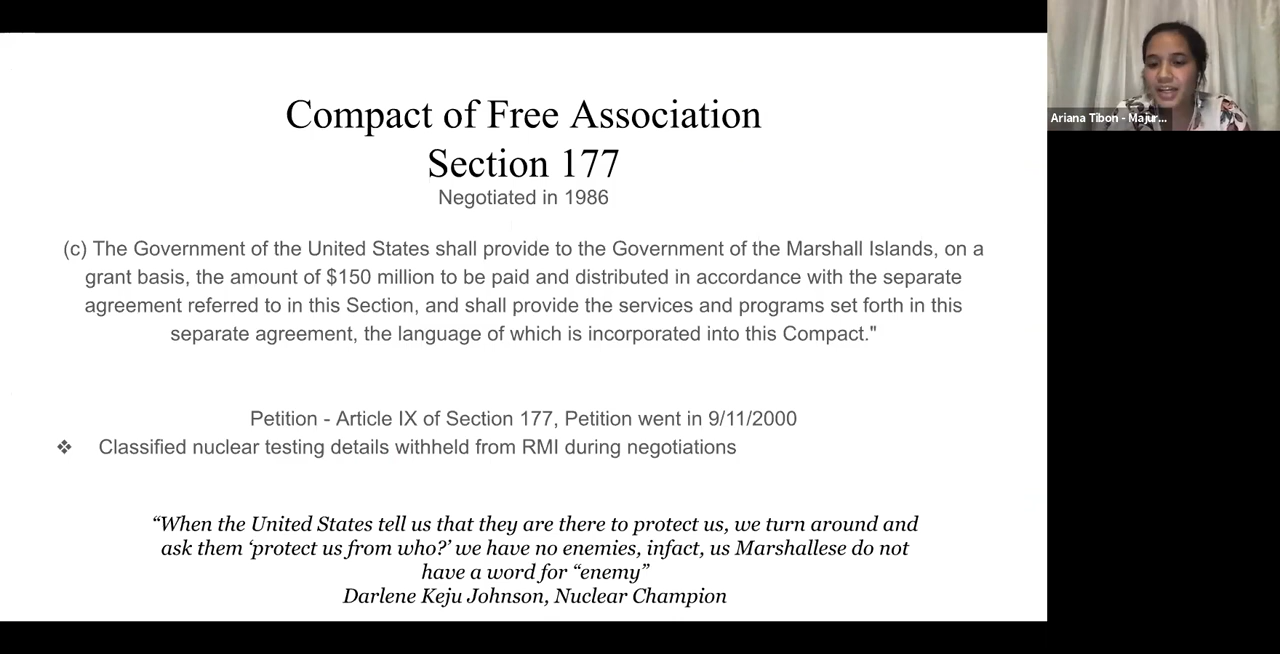 Compact of Free Association
Section 177
Negotiated in 1986
(c) The Government of the United States shall provide to the Government of the Marshall Islands, on a
grant basis, the amount of $150 million to be paid and distributed in accordance with the separate
agreement referred to in this Section, and shall provide the services and programs set forth in this
separate agreement, the language of which is incorporated into this Compact."
Petition - Article IX of Section 177, Petition went in 9/11/2000
❖ Classified nuclear testing details withheld from RMI during negotiations
“When the United States tell us that they are there to protect us, we turn around and
ask them ‘protect us from who?’ we have no enemies, infact, us Marshallese do not
have a word for “enemy”
Darlene Keju Johnson, Nuclear Champion
Ariana Tibon - Majur...